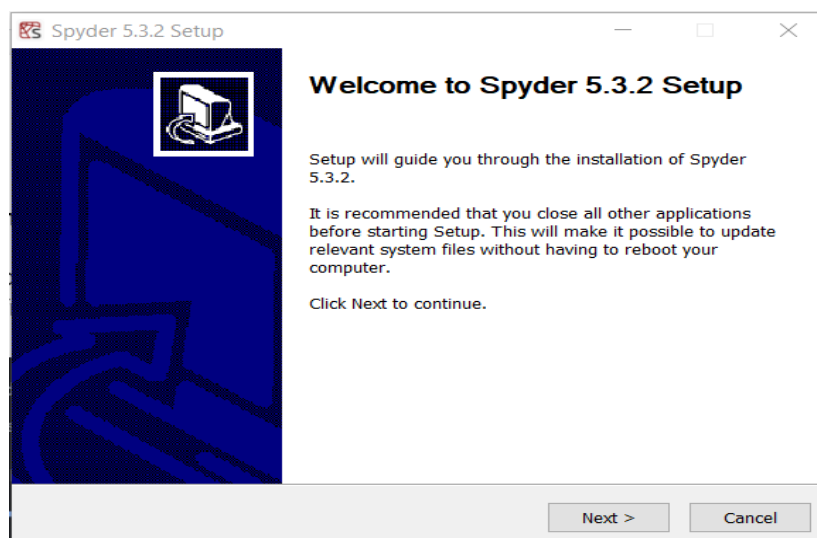 Spyder 5.3.2 Setup
Welcome to Spyder 5.3.2 Setup
Setup will guide you through the installation of Spyder
5.3.2.
It is recommended that you close all other applications
before starting Setup. This will make it possible to update
relevant system files without having to reboot your
computer.
Click Next to continue.
Next >
Cancel